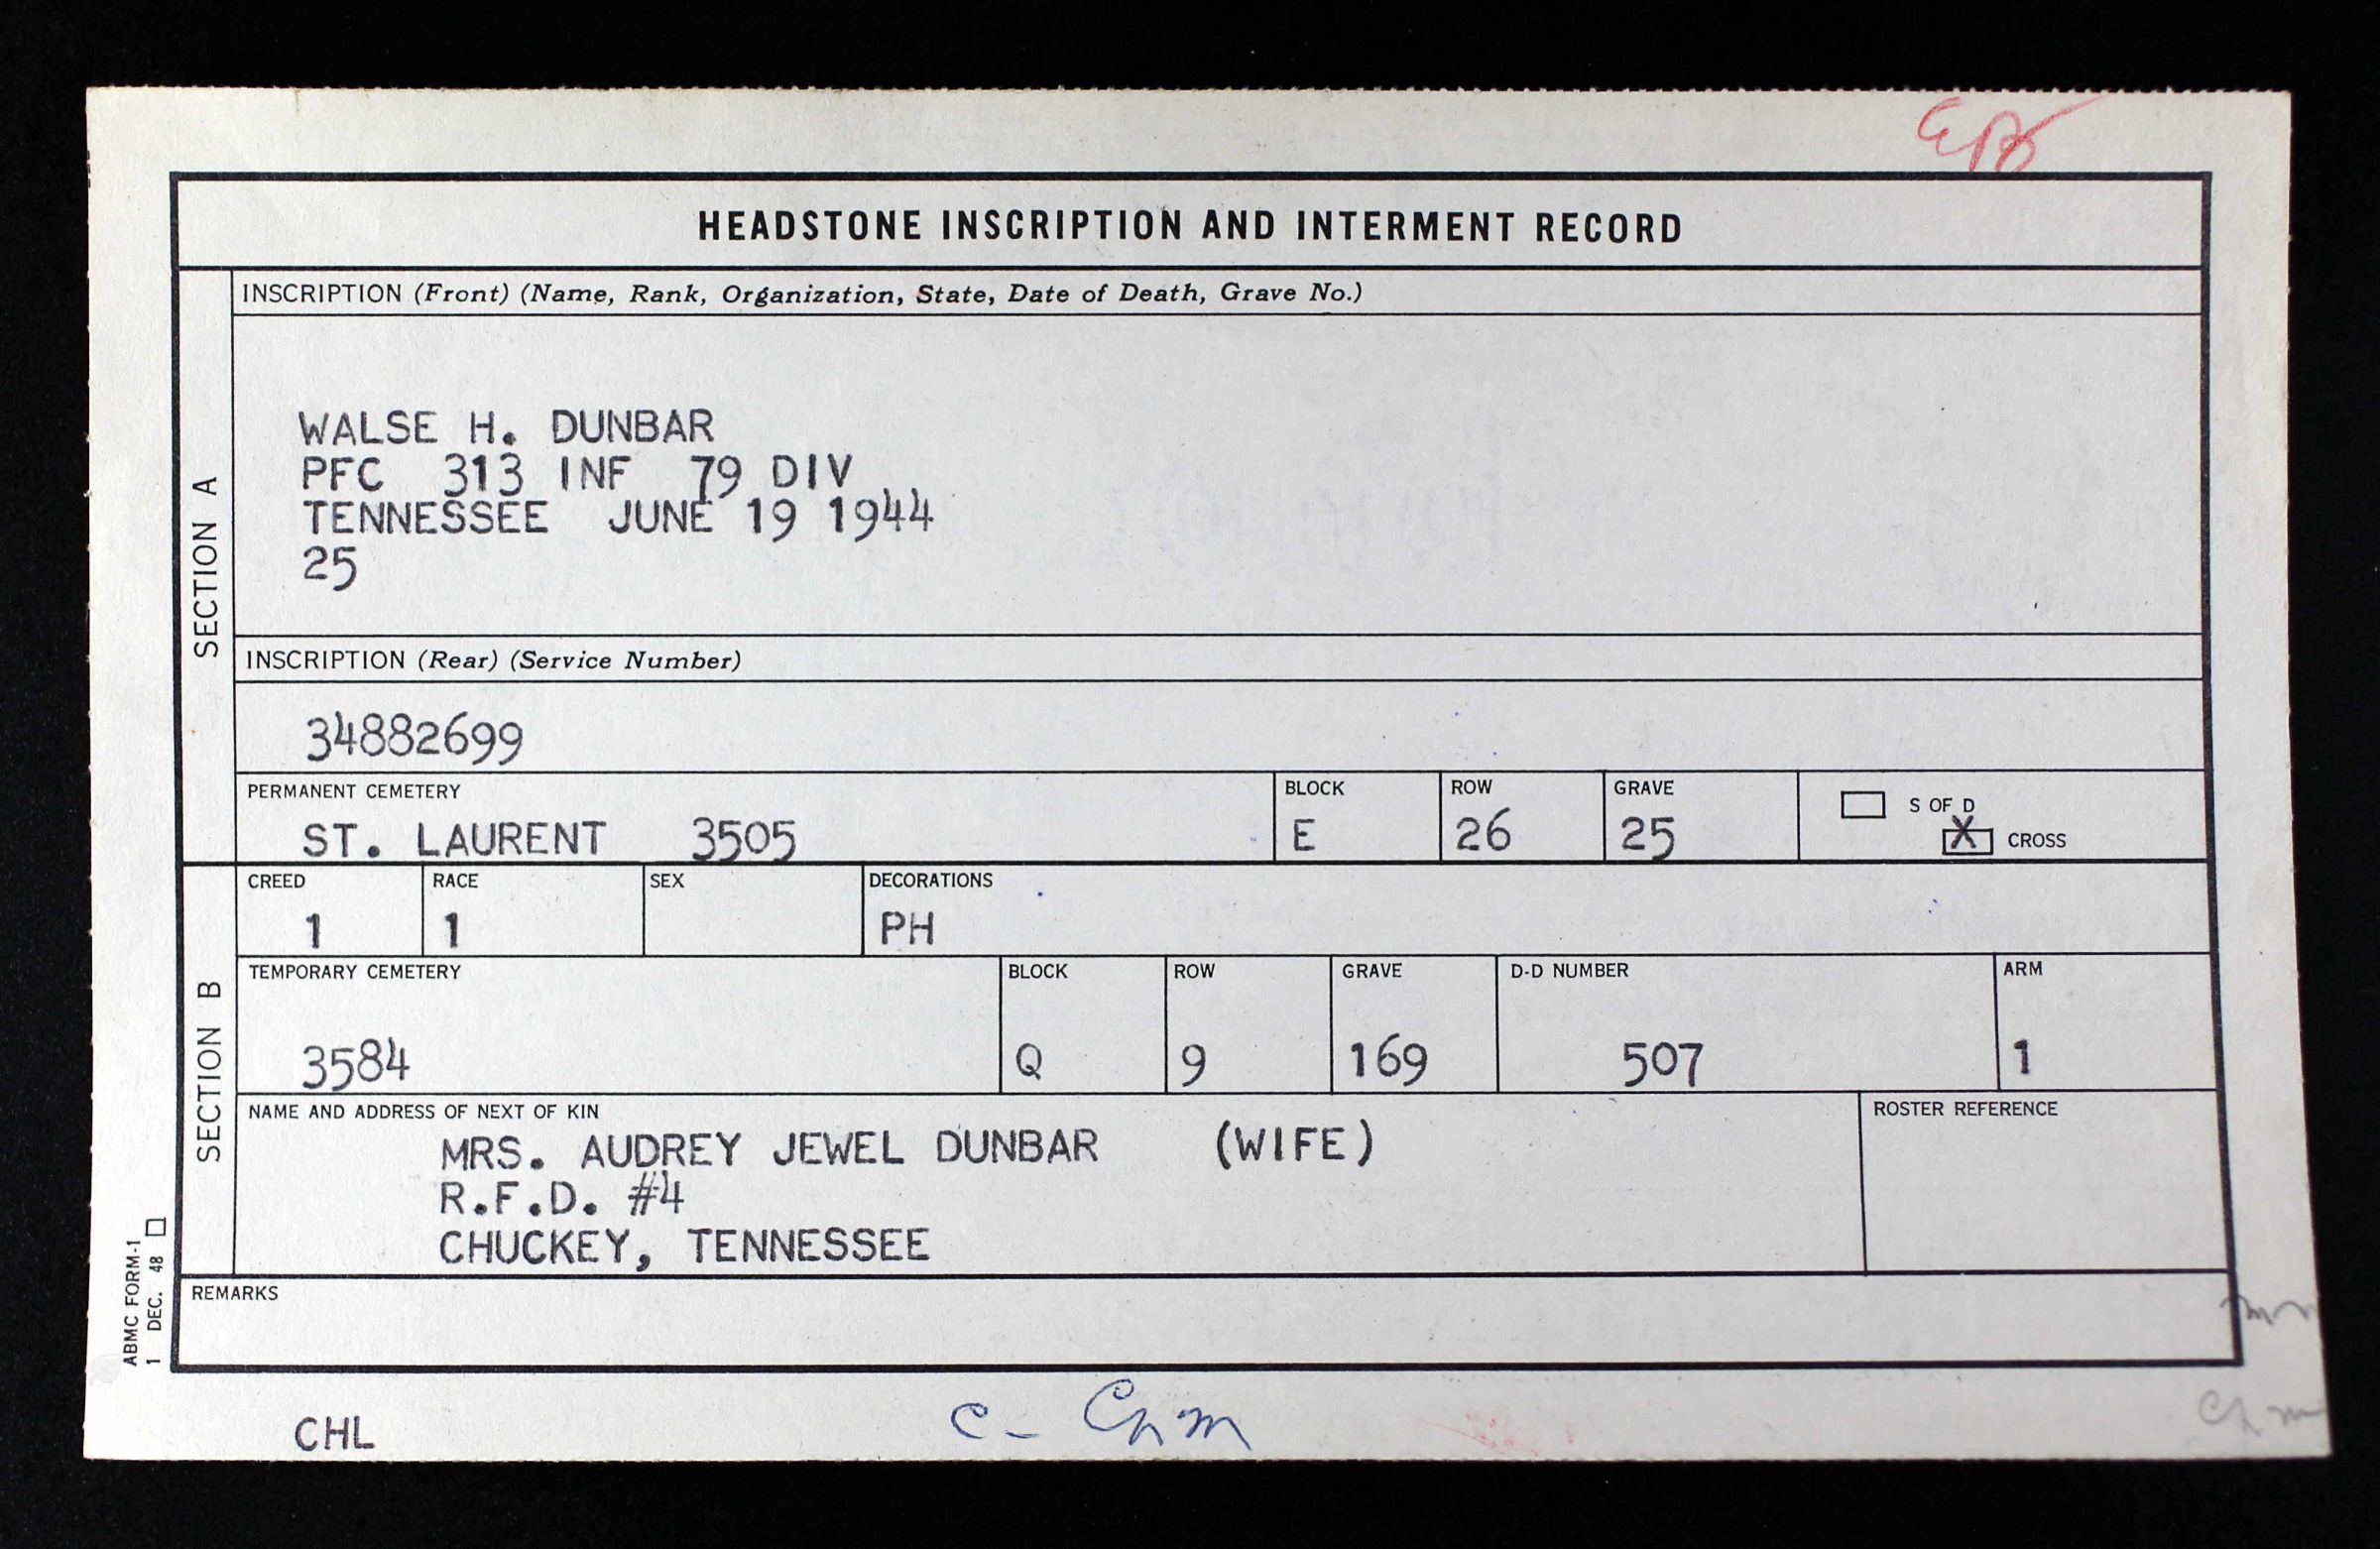 HEADSTONE INSCRIPTION AND INTERMENT RECORD
SECTION A
INSCRIPTION (Front) (Name, Rank, Organization, State, Date of Death, Grave No.)
WALSE H. DUNBAR
PFC 313 INF 79 DIV
TENNESSEE JUNE 19 1944
25
INSCRIPTION (Rear) (Service Number)
34882699
PERMANENT CEMETERY BLOCK ROW GRAVE
ST. LAURENT 3505 E 26 25
S OF D
X CROSS
SECTION B
CREED RACE SEX DECORATIONS
1 1 PH
TEMPORARY CEMETERY BLOCK ROW GRAVE D-D NUMBER ARM
3584 Q 9 169 507 1
NAME AND ADDRESS OF NEXT OF KIN ROSTER REFERENCE
MRS. AUDREY JEWEL DUNBAR (WIFE)
R.F.D. #4
CHUCKEY, TENNESSEE
REMARKS
ABMC FORM-1
1 DEC. 48
CHL